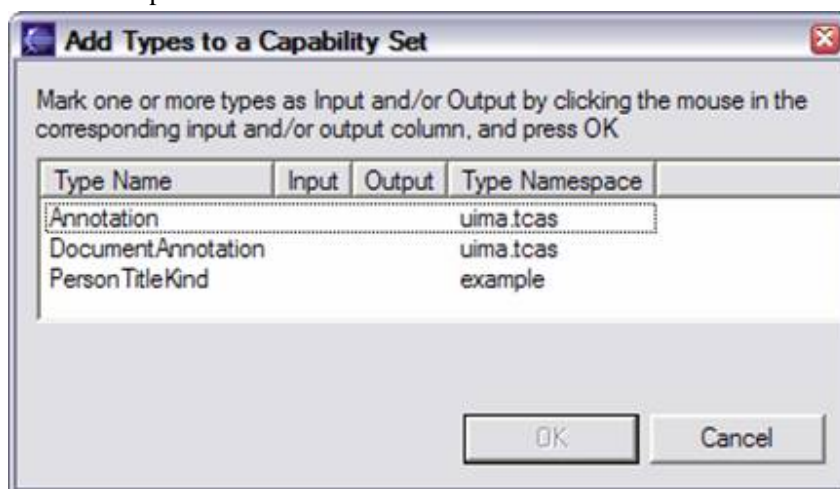 Add Types to a Capability Set
Mark one or more types as Input and/or Output by clicking the mouse in the
corresponding input and/or output column, and press OK
Type Name Input Output Type Namespace
Annotation uima.tcas
DocumentAnnotation uima.tcas
PersonTitleKind example
OK Cancel